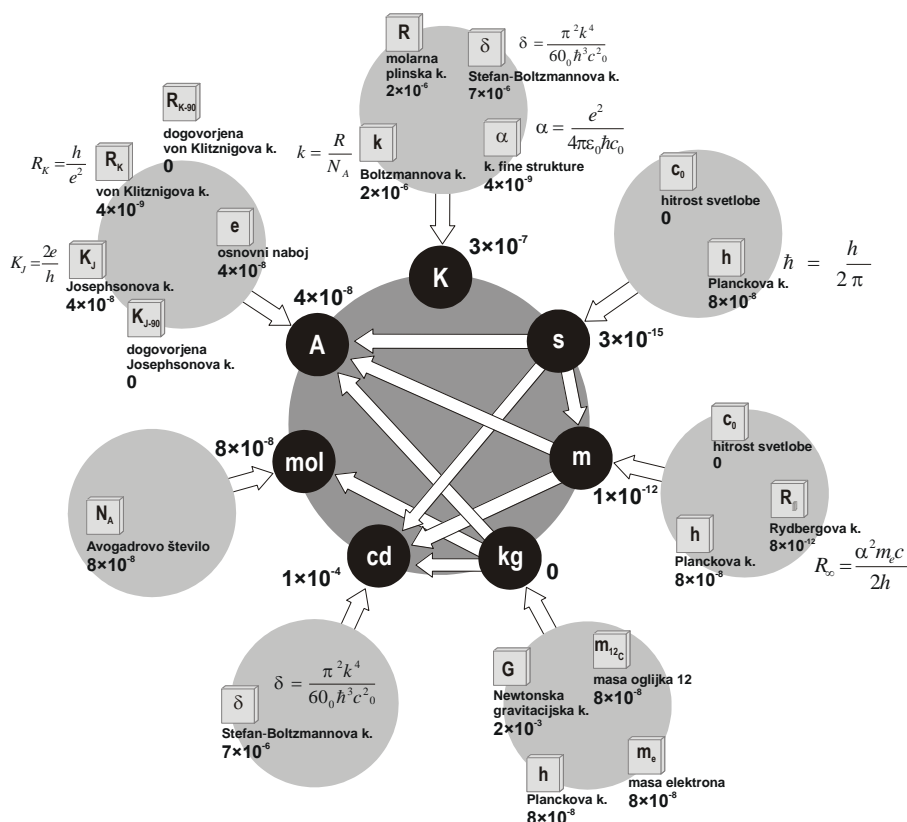 R
molarna
plinska k.
2×10⁻⁶
δ
Stefan-Boltzmannova k.
7×10⁻⁶
δ = π²k⁴ / 60₀ħ³c²₀
k = R / N_A
k
Boltzmannova k.
2×10⁻⁶
α
k. fine strukture
4×10⁻⁹
α = e² / 4πε₀ħc₀
R_K-90
dogovorjena
von Klitznigova k.
0
R_K = h / e²
R_K
von Klitznigova k.
4×10⁻⁹
e
osnovni naboj
4×10⁻⁸
K_J = 2e / h
K_J
Josephsonova k.
4×10⁻⁸
K_J-90
dogovorjena
Josephsonova k.
0
c₀
hitrost svetlobe
0
h
Planckova k.
8×10⁻⁸
ħ = h / 2 π
K
3×10⁻⁷
A
4×10⁻⁸
s
3×10⁻¹⁵
mol
8×10⁻⁸
m
1×10⁻¹²
cd
1×10⁻⁴
kg
0
N_A
Avogadrovo število
8×10⁻⁸
c₀
hitrost svetlobe
0
Rydbergova k.
8×10⁻¹²
h
Planckova k.
8×10⁻⁸
R_∞ = α²m_e c / 2h
δ
δ = π²k⁴ / 60₀ħ³c²₀
Stefan-Boltzmannova k.
7×10⁻⁶
G
Newtonska
gravitacijska k.
2×10⁻³
m₁₂C
masa oglijka 12
8×10⁻⁸
h
Planckova k.
8×10⁻⁸
m_e
masa elektrona
8×10⁻⁸